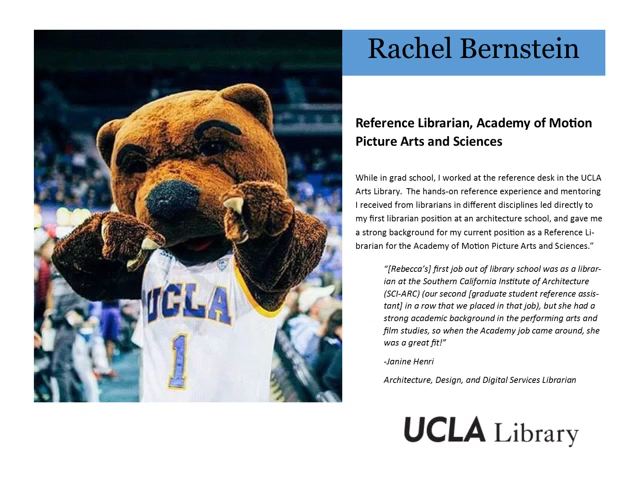 Rachel Bernstein
Reference Librarian, Academy of Motion
Picture Arts and Sciences
While in grad school, I worked at the reference desk in the UCLA
Arts Library.  The hands-on reference experience and mentoring
I received from librarians in different disciplines led directly to
my first librarian position at an architecture school, and gave me
a strong background for my current position as a Reference Li-
brarian for the Academy of Motion Picture Arts and Sciences.”
“[Rebecca’s] first job out of library school was as a librar-
ian at the Southern California Institute of Architecture
(SCI-ARC) (our second [graduate student reference assis-
tant] in a row that we placed in that job), but she had a
strong academic background in the performing arts and
film studies, so when the Academy job came around, she
was a great fit!”
-Janine Henri
Architecture, Design, and Digital Services Librarian
UCLA
1
UCLA Library